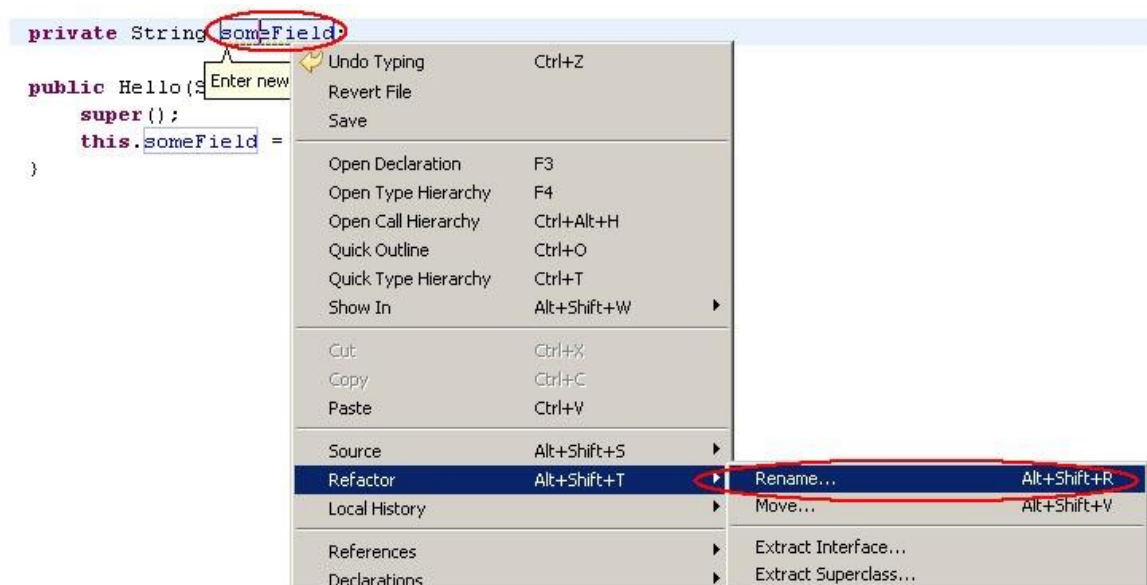 private String someField;
Enter new
public Hello(S
super();
this.someField =
}
Undo Typing Ctrl+Z
Revert File
Save
Open Declaration F3
Open Type Hierarchy F4
Open Call Hierarchy Ctrl+Alt+H
Quick Outline Ctrl+O
Quick Type Hierarchy Ctrl+T
Show In Alt+Shift+W
Cut Ctrl+X
Copy Ctrl+C
Paste Ctrl+V
Source Alt+Shift+S
Refactor Alt+Shift+T
Local History
References
Declarations
Rename... Alt+Shift+R
Move... Alt+Shift+V
Extract Interface...
Extract Superclass...